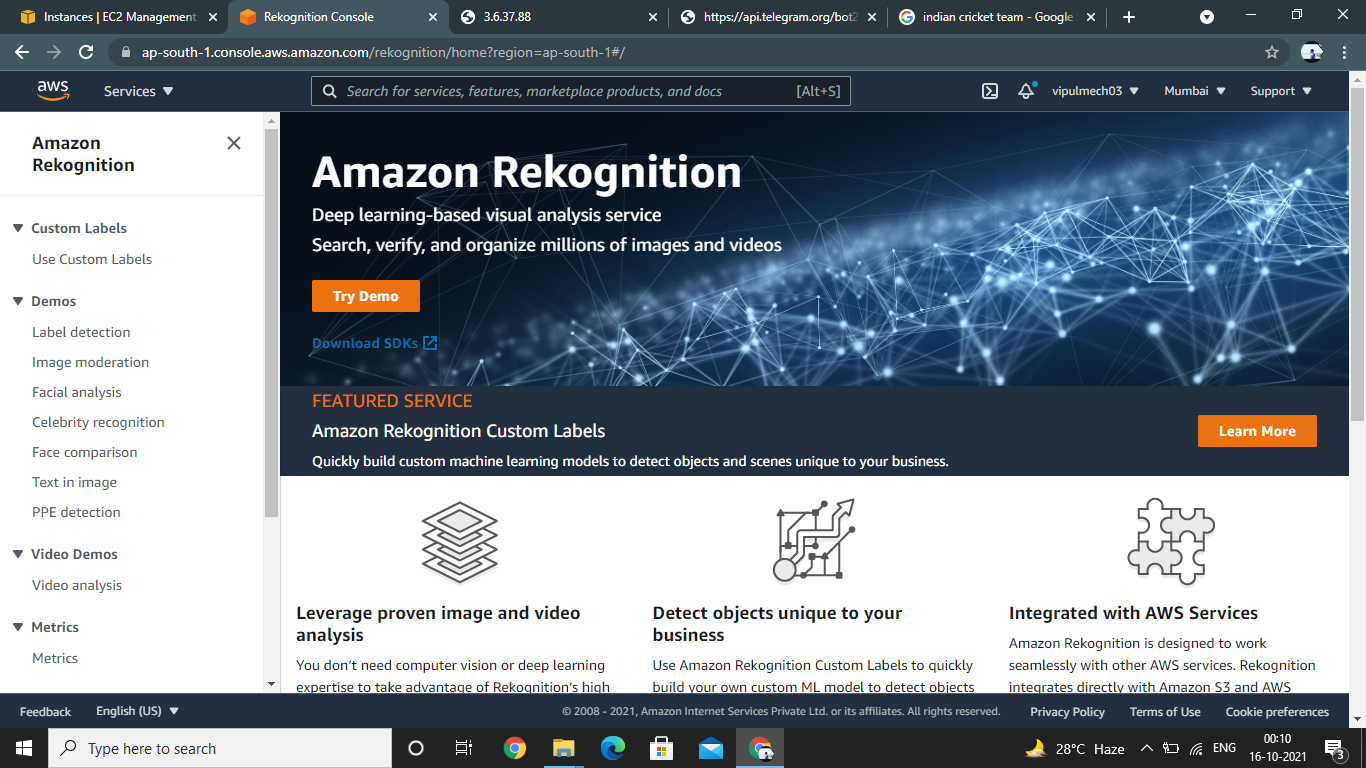 Instances | EC2 Management
Rekognition Console
3.6.37.88
https://api.telegram.org/bot2
indian cricket team - Google
ap-south-1.console.aws.amazon.com/rekognition/home?region=ap-south-1#/
aws
Services
Search for services, features, marketplace products, and docs
[Alt+S]
vipulmech03
Mumbai
Support
Amazon
Rekognition
Custom Labels
Use Custom Labels
Demos
Label detection
Image moderation
Facial analysis
Celebrity recognition
Face comparison
Text in image
PPE detection
Video Demos
Video analysis
Metrics
Metrics
Amazon Rekognition
Deep learning-based visual analysis service
Search, verify, and organize millions of images and videos
Try Demo
Download SDKs
FEATURED SERVICE
Amazon Rekognition Custom Labels
Quickly build custom machine learning models to detect objects and scenes unique to your business.
Learn More
Leverage proven image and video
analysis
You don’t need computer vision or deep learning
expertise to take advantage of Rekognition's high
Detect objects unique to your
business
Use Amazon Rekognition Custom Labels to quickly
build your own custom ML model to detect objects
Integrated with AWS Services
Amazon Rekognition is designed to work
seamlessly with other AWS services. Rekognition
integrates directly with Amazon S3 and AWS
Feedback
English (US)
© 2008 - 2021, Amazon Internet Services Private Ltd. or its affiliates. All rights reserved.
Privacy Policy
Terms of Use
Cookie preferences
Type here to search
28°C Haze
ENG
00:10
16-10-2021
3